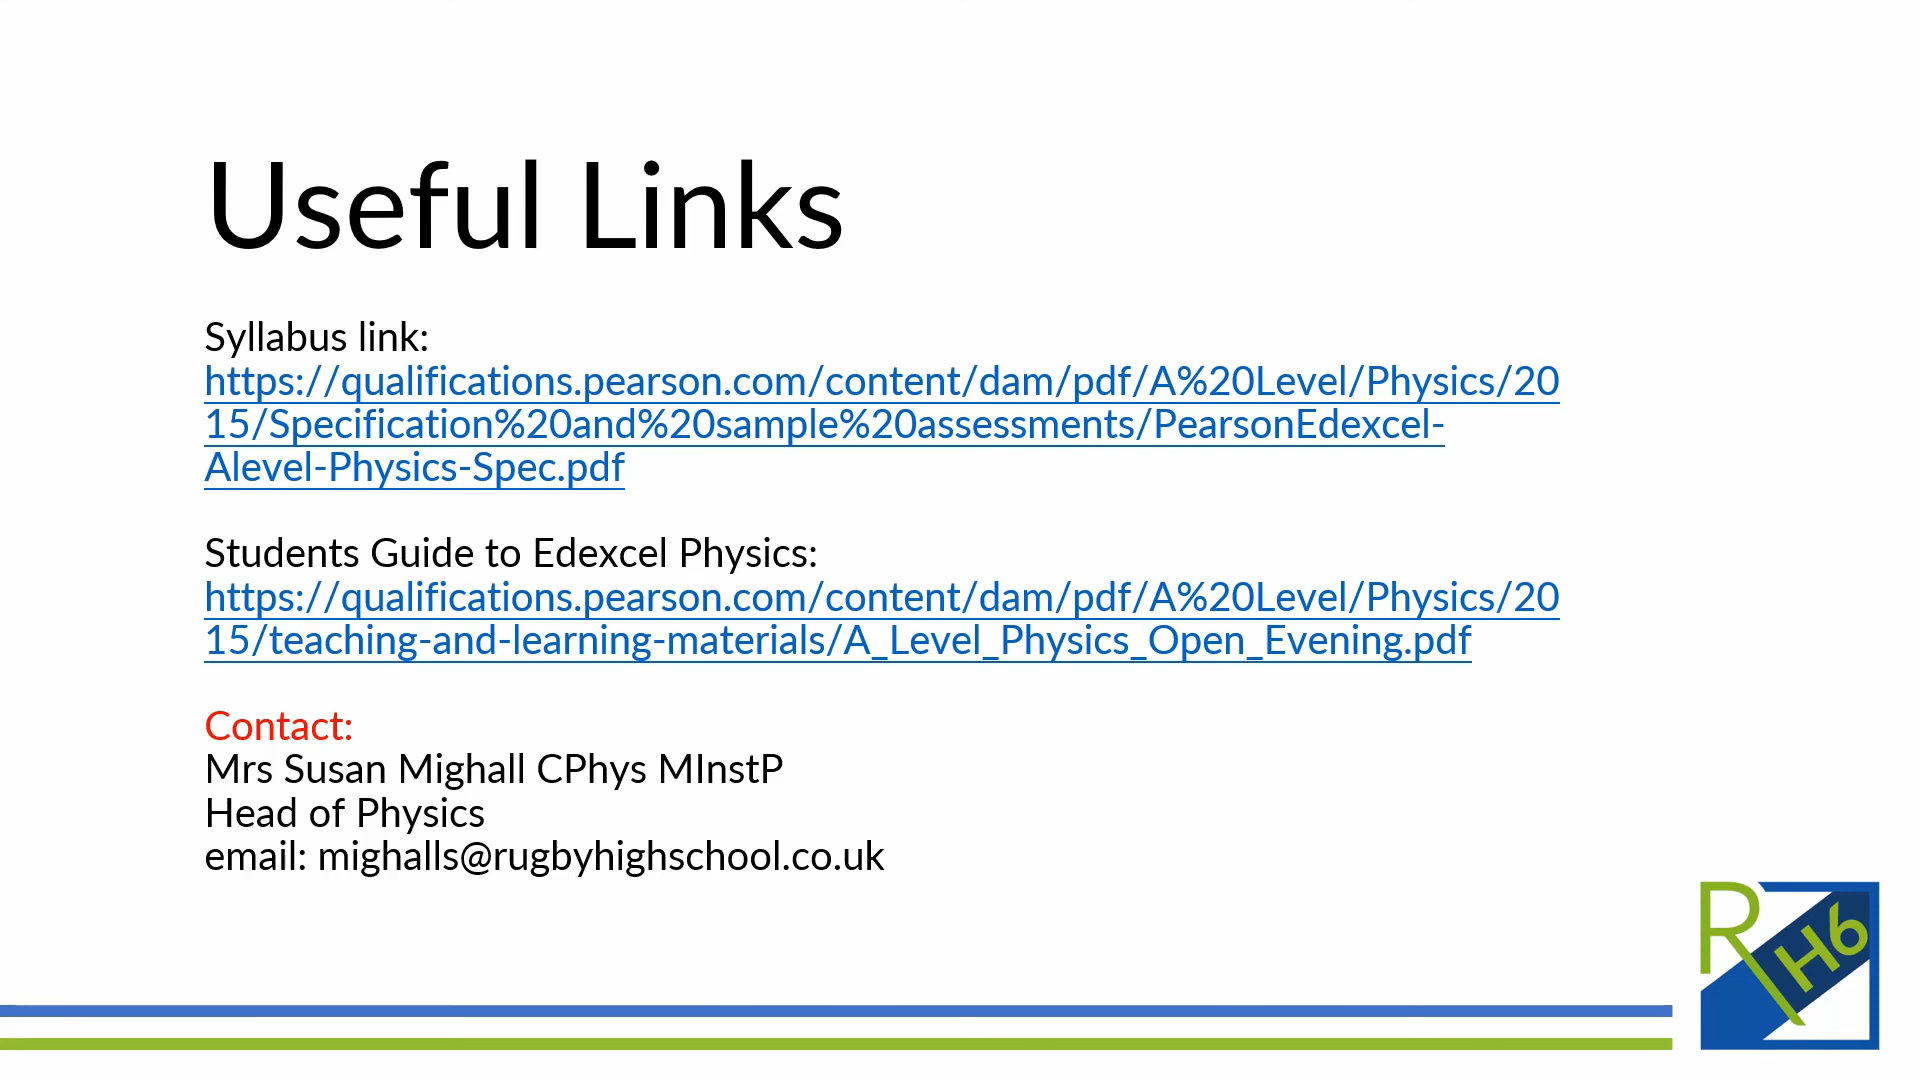 Useful Links
Syllabus link:
https://qualifications.pearson.com/content/dam/pdf/A%20Level/Physics/20
15/Specification%20and%20sample%20assessments/PearsonEdexcel-
Alevel-Physics-Spec.pdf
Students Guide to Edexcel Physics:
https://qualifications.pearson.com/content/dam/pdf/A%20Level/Physics/20
15/teaching-and-learning-materials/A_Level_Physics_Open_Evening.pdf
Contact:
Mrs Susan Mighall CPhys MInstP
Head of Physics
email: mighalls@rugbyhighschool.co.uk
RH6